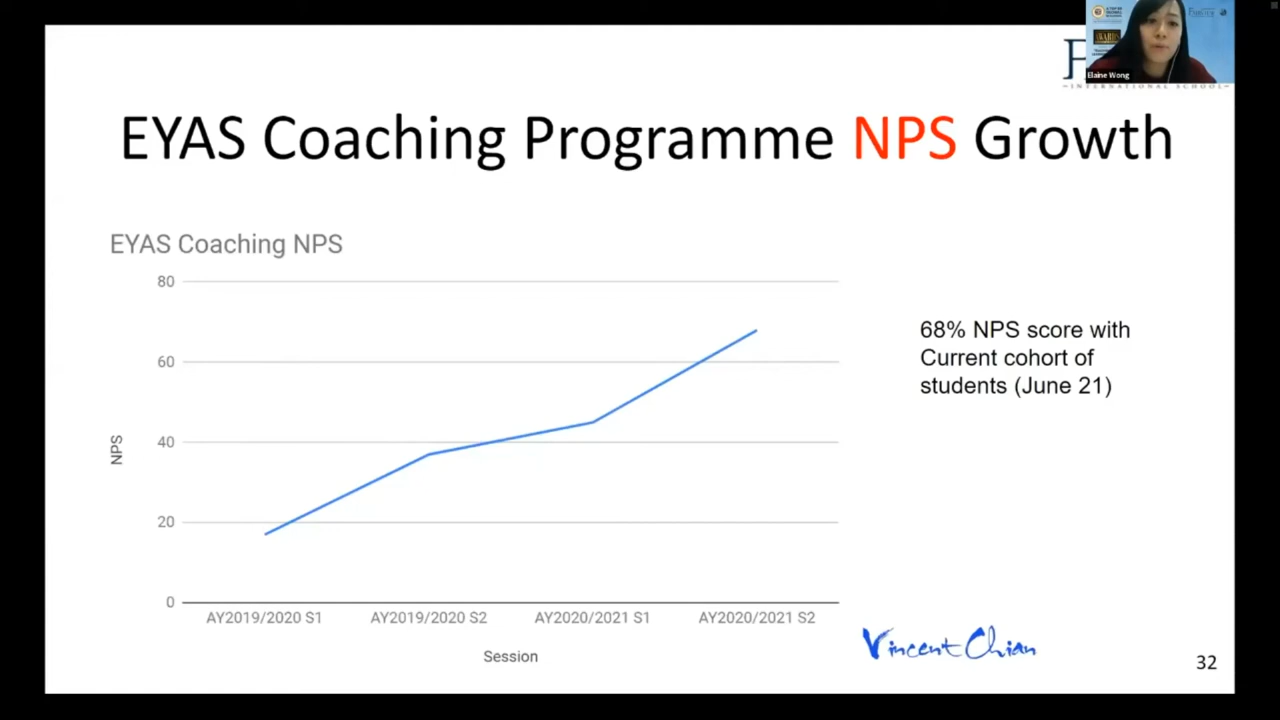 EYAS Coaching Programme NPS Growth
INTERNATIONAL SCHOOL
Elaine Wong
EYAS Coaching NPS
80
60
40
20
0
NPS
AY2019/2020 S1
AY2019/2020 S2
AY2020/2021 S1
AY2020/2021 S2
Session
68% NPS score with
Current cohort of
students (June 21)
Vincent Chian
32